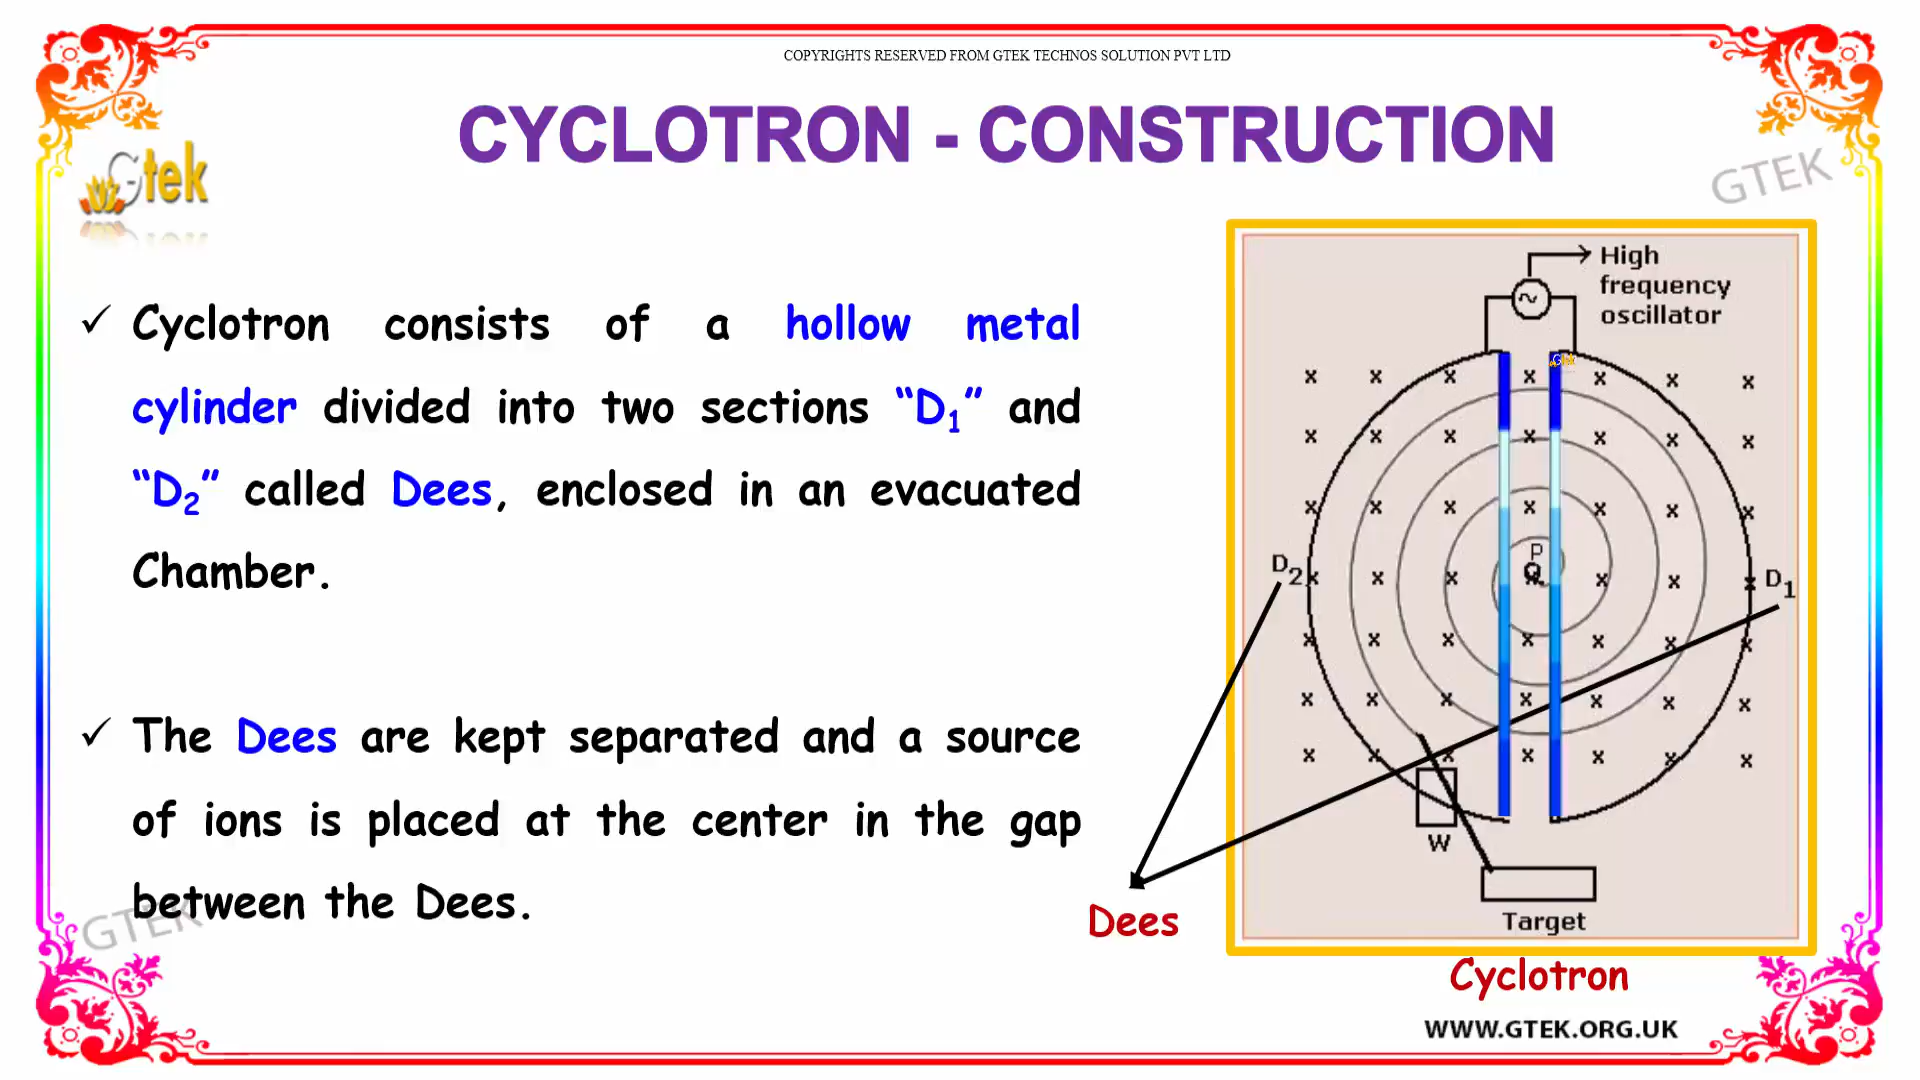 COPYRIGHTS RESERVED FROM GTEK TECHNOS SOLUTION PVT LTD
CYCLOTRON - CONSTRUCTION
Gtek
GTEK
✓ Cyclotron consists of a hollow metal
cylinder divided into two sections “D₁” and
“D₂” called Dees, enclosed in an evacuated
Chamber.
✓ The Dees are kept separated and a source
of ions is placed at the center in the gap
between the Dees.
GTEK
High
frequency
oscillator
Gtek
x x x x x x x
x x x x x x x
x x x x x x x
P
Q
D₂
D₁
x x x x x x x
x x x x x x x
x x x x x x x
x x x x x x x
W
Target
Dees
Cyclotron
WWW.GTEK.ORG.UK